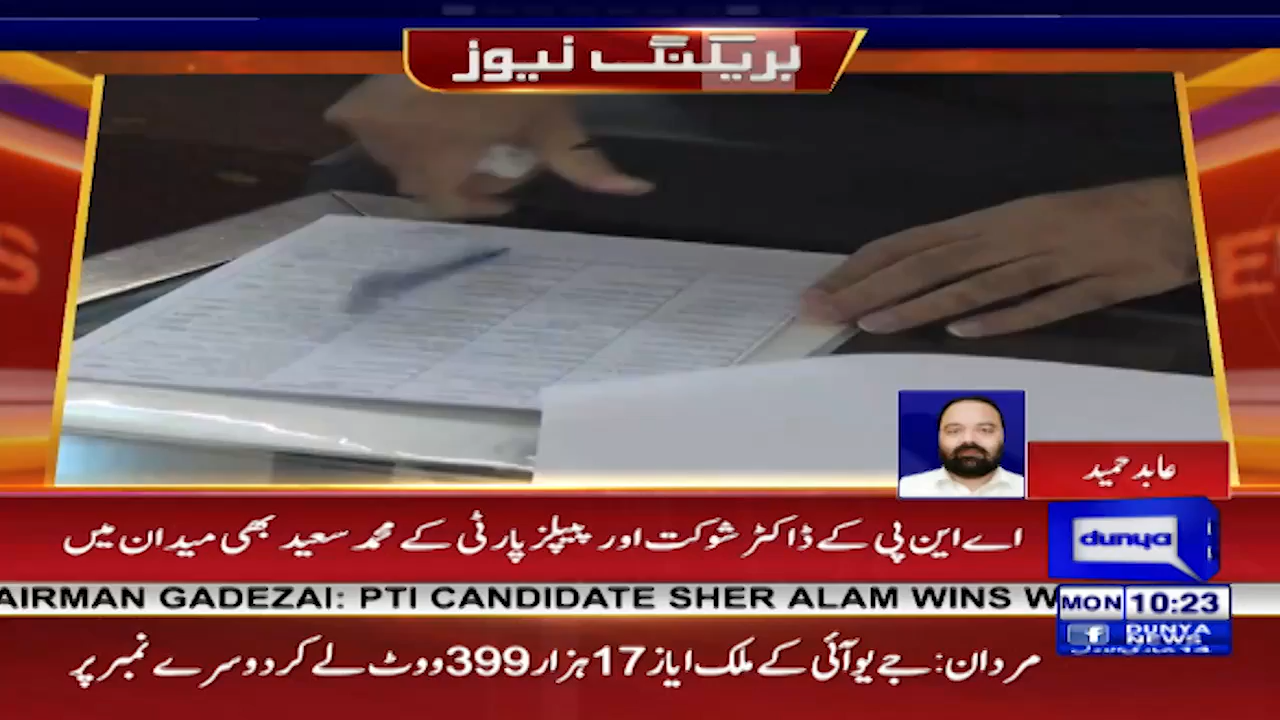 بریکنگ نیوز
عابد حمید
اے این پی کے ڈاکٹر شوکت اور پیپلز پارٹی کے محمد سعید بھی میدان میں
dunya
AIRMAN GADEZAI: PTI CANDIDATE SHER ALAM WINS W
MON 10:23
DUNYA NEWS
مردان: جے یو آئی کے ملک ایاز 17 ہزار 399 ووٹ لے کر دوسرے نمبر پر